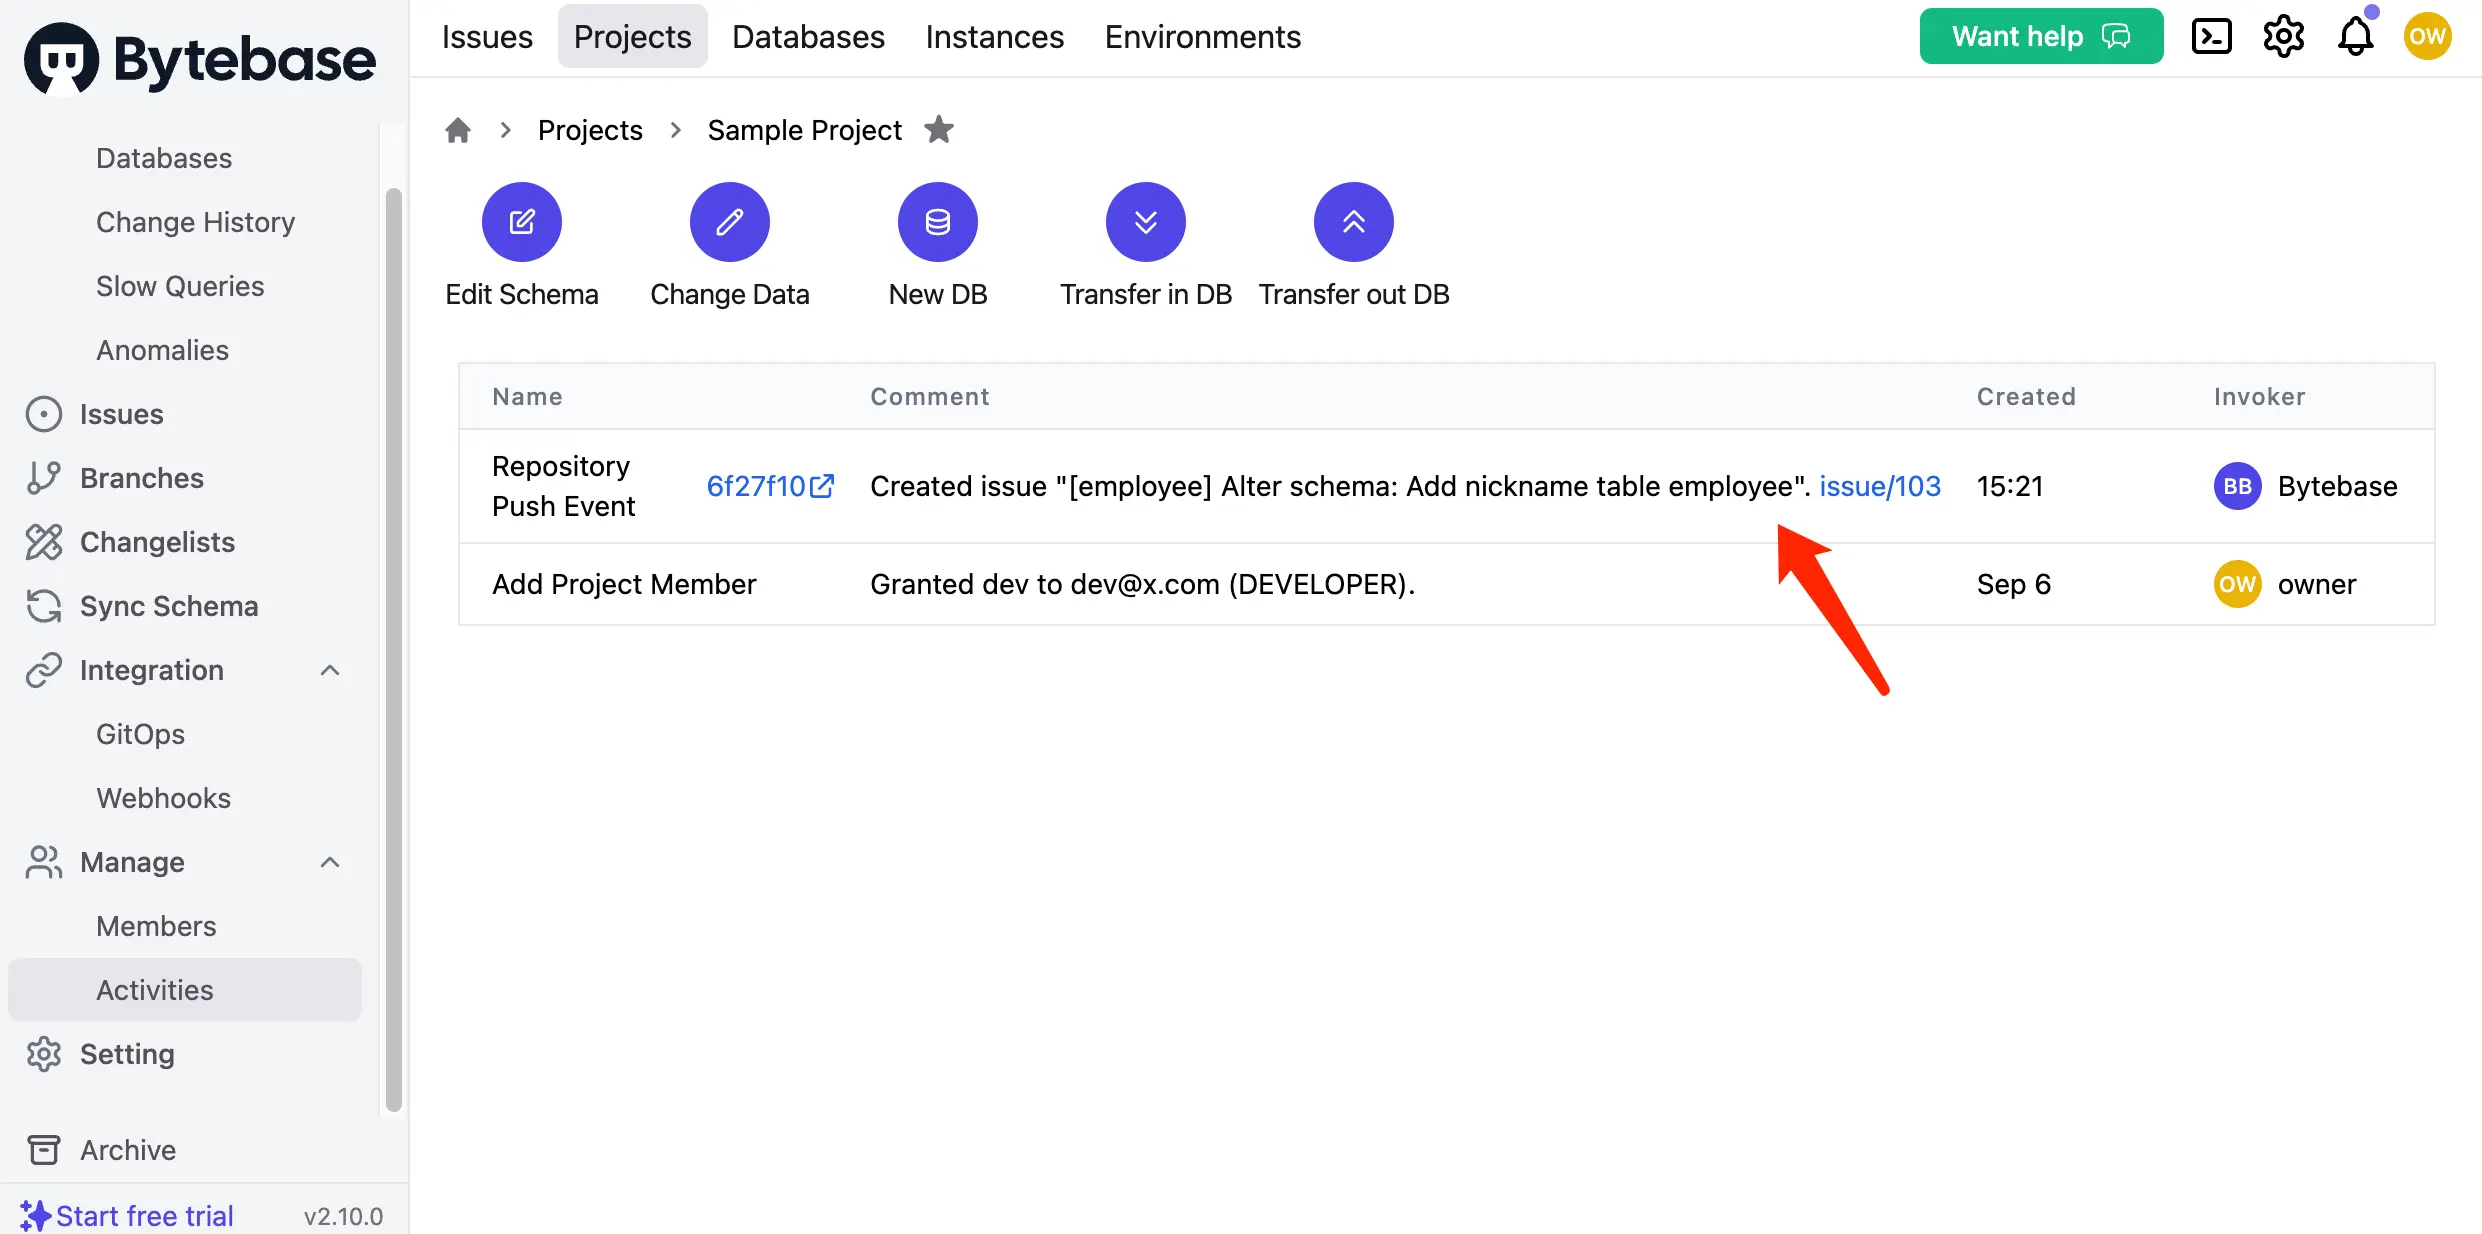 Bytebase
Issues
Projects
Databases
Instances
Environments
Want help
OW
Databases
Change History
Slow Queries
Anomalies
Issues
Branches
Changelists
Sync Schema
Integration
GitOps
Webhooks
Manage
Members
Activities
Setting
Archive
Start free trial
v2.10.0
Projects
Sample Project
Edit Schema
Change Data
New DB
Transfer in DB
Transfer out DB
Name
Comment
Created
Invoker
Repository
Push Event
6f27f10
Created issue "[employee] Alter schema: Add nickname table employee". issue/103
15:21
BB
Bytebase
Add Project Member
Granted dev to dev@x.com (DEVELOPER).
Sep 6
OW
owner